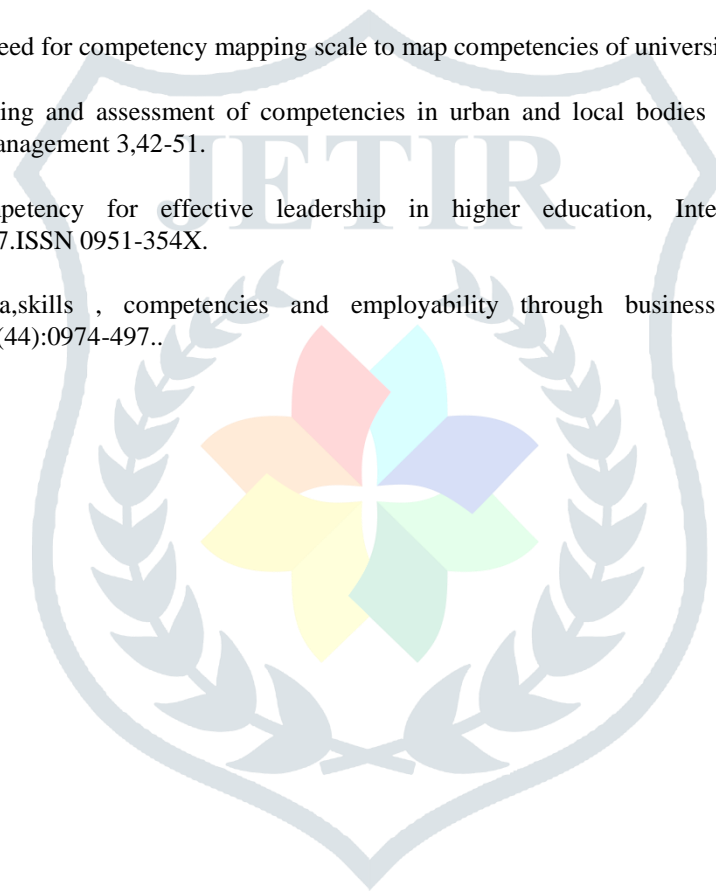 eed for competency mapping scale to map competencies of universi
ing and assessment of competencies in urban and local bodies
anagement 3,42-51.
JETIR
petency for effective leadership in higher education, Inte
7.ISSN 0951-354X.
a,skills , competencies and employability through business
(44):0974-497..